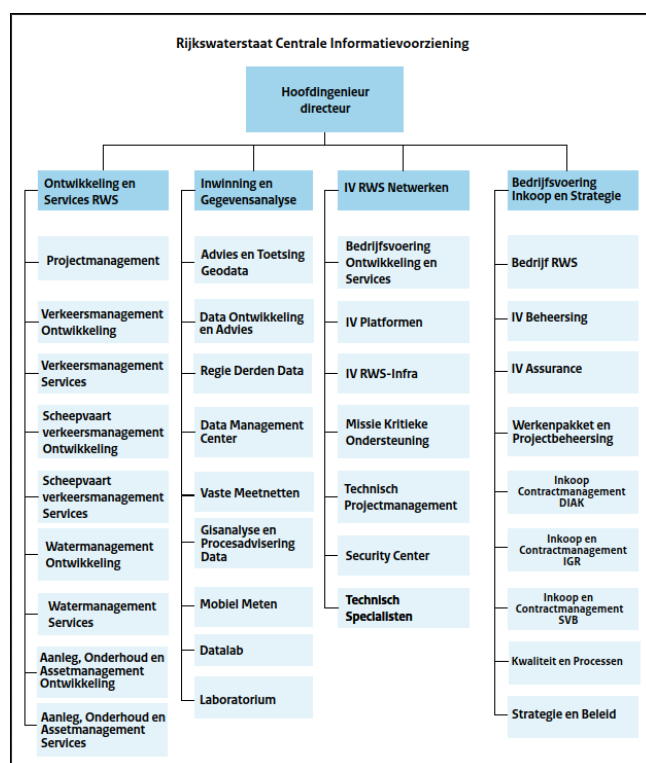 Rijkswaterstaat Centrale Informatievoorziening
Hoofdingenieur
directeur
Ontwikkeling en
Services RWS
Projectmanagement
Verkeersmanagement
Ontwikkeling
Verkeersmanagement
Services
Scheepvaart
verkeersmanagement
Ontwikkeling
Scheepvaart
verkeersmanagement
Services
Watermanagement
Ontwikkeling
Watermanagement
Services
Aanleg, Onderhoud en
Assetmanagement
Ontwikkeling
Aanleg, Onderhoud en
Assetmanagement
Services
Inwinning en
Gegevensanalyse
Advies en Toetsing
Geodata
Data Ontwikkeling
en Advies
Regie Derden Data
Data Management
Center
Vaste Meetnetten
Gisanalyse en
Procesadvisering
Data
Mobiel Meten
Datalab
Laboratorium
IV RWS Netwerken
Bedrijfsvoering
Ontwikkeling en
Services
IV Platformen
IV RWS-Infra
Missie Kritieke
Ondersteuning
Technisch
Projectmanagement
Security Center
Technisch
Specialisten
Bedrijfsvoering
Inkoop en Strategie
Bedrijf RWS
IV Beheersing
IV Assurance
Werkenpakket en
Projectbeheersing
Inkoop
Contractmanagement
DIAK
Inkoop en
Contractmanagement
IGR
Inkoop en
Contractmanagement
SVB
Kwaliteit en Processen
Strategie en Beleid